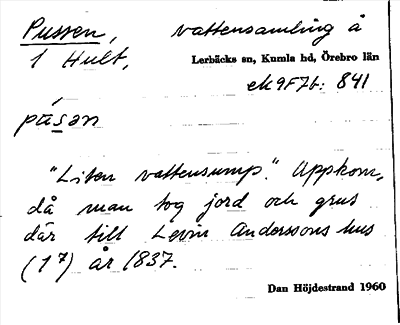 Pussen, vattensamling å
1 Hult, Lerbäcks sn, Kumla hd, Örebro län
ek 9F7b: 841
pusən
"Liten vattensump." Uppkom,
då man tog jord och grus
där till Levin Anderssons hus
(1⁷) år 1837.
Dan Höjdestrand 1960